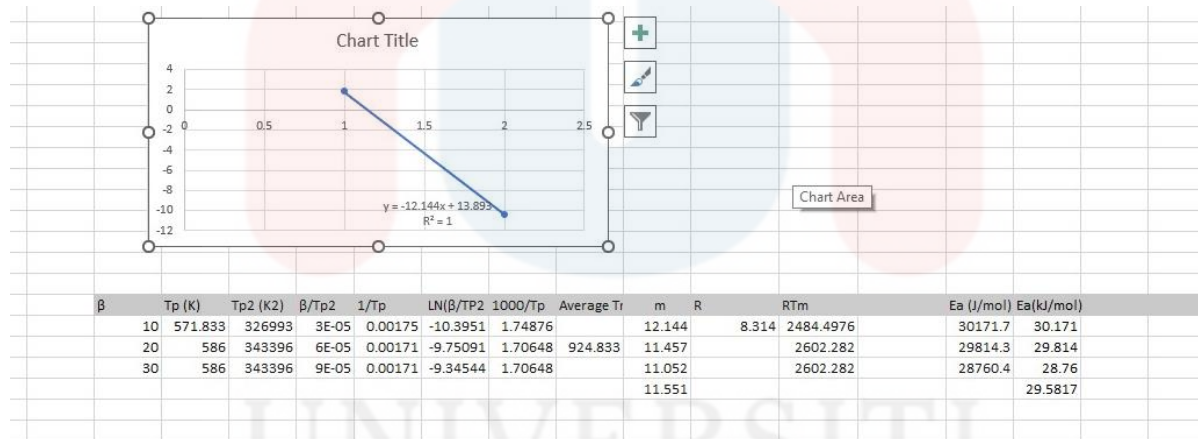 Chart Title
4
2
0
-2
-4
-6
-8
-10
-12
0 0.5 1 1.5 2 2.5
y = -12.144x + 13.893
R² = 1
Chart Area
β Tp (K) Tp2 (K2) β/Tp2 1/Tp LN(β/TP2 1000/Tp Average Tr m R RTm Ea (J/mol) Ea(kJ/mol)
10 571.833 326993 3E-05 0.00175 -10.3951 1.74876 12.144 8.314 2484.4976 30171.7 30.171
20 586 343396 6E-05 0.00171 -9.75091 1.70648 924.833 11.457 2602.282 29814.3 29.814
30 586 343396 9E-05 0.00171 -9.34544 1.70648 11.052 2602.282 28760.4 28.76
11.551 29.5817
UNIVERSITI